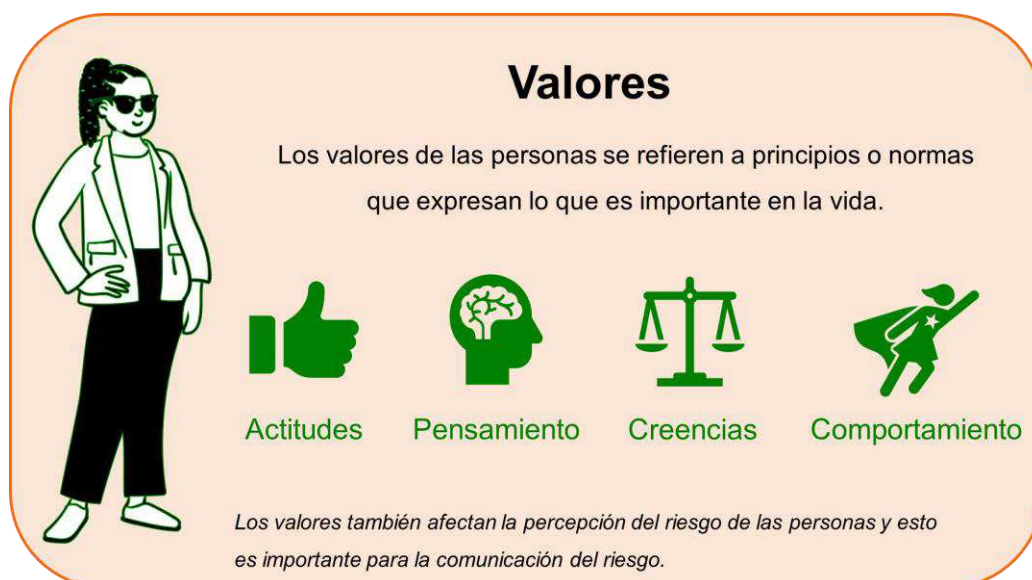 Valores
Los valores de las personas se refieren a principios o normas
que expresan lo que es importante en la vida.
Actitudes
Pensamiento
Creencias
Comportamiento
Los valores también afectan la percepción del riesgo de las personas y esto
es importante para la comunicación del riesgo.